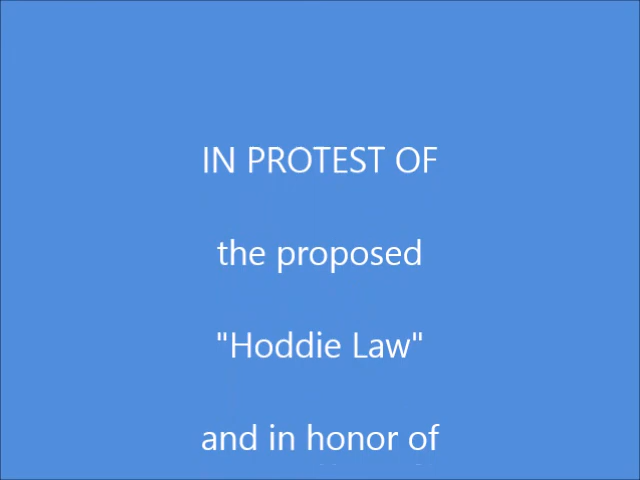 IN PROTEST OF
the proposed
"Hoddie Law"
and in honor of